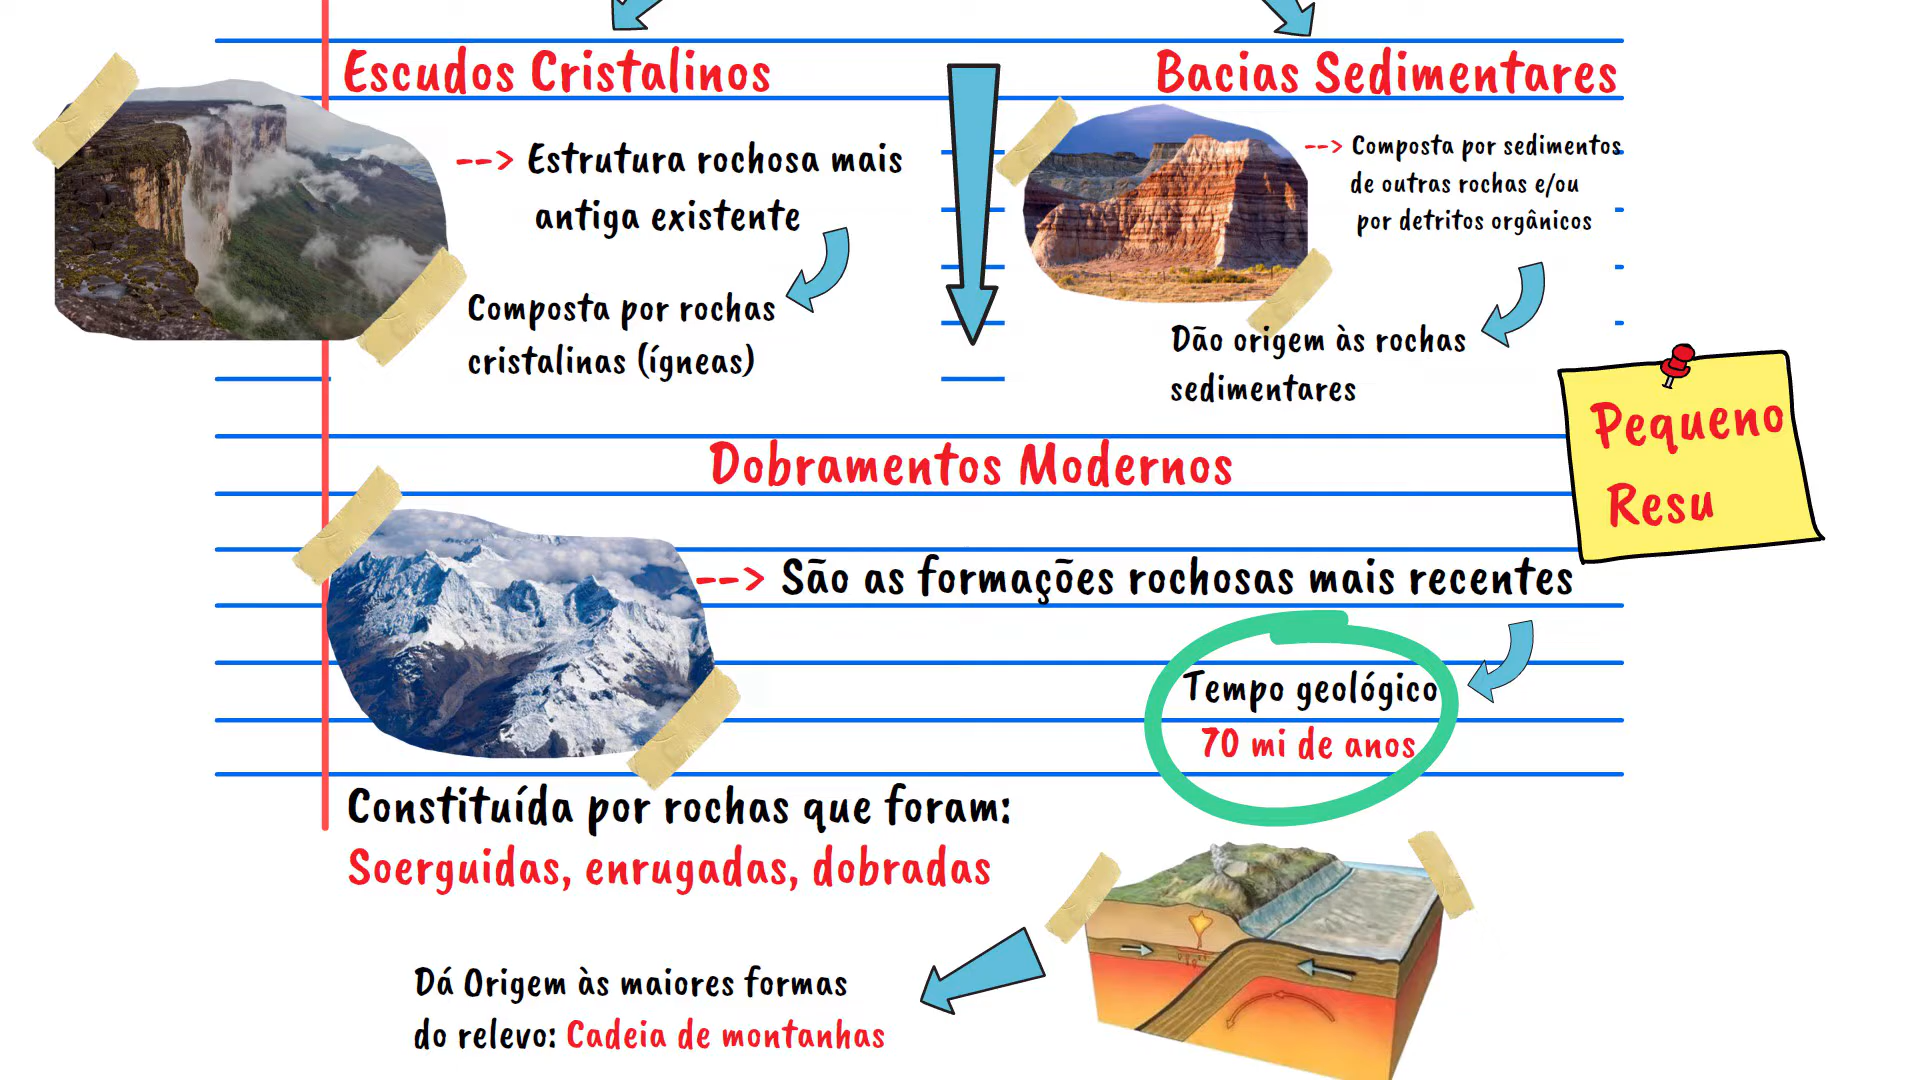 Escudos Cristalinos
--> Estrutura rochosa mais
antiga existente
Composta por rochas
cristalinas (ígneas)
Bacias Sedimentares
--> Composta por sedimentos
de outras rochas e/ou
por detritos orgânicos
Dão origem às rochas
sedimentares
Pequeno
Resu
Dobramentos Modernos
--> São as formações rochosas mais recentes
Tempo geológico
70 mi de anos
Constituída por rochas que foram:
Soerguidas, enrugadas, dobradas
Dá Origem às maiores formas
do relevo: Cadeia de montanhas